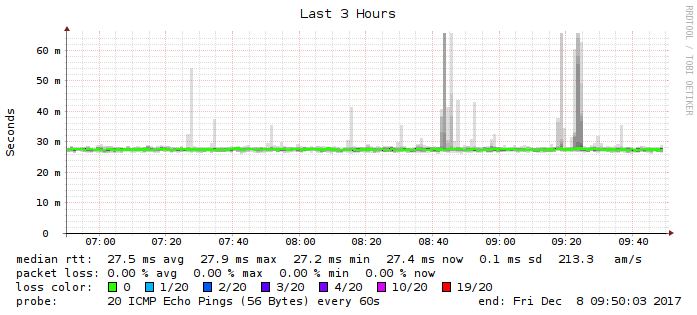 Last 3 Hours
RRDTOOL / TOBI OETIKER
Seconds
60 m
50 m
40 m
30 m
20 m
10 m
0
07:00 07:20 07:40 08:00 08:20 08:40 09:00 09:20 09:40
median rtt: 27.5 ms avg 27.9 ms max 27.2 ms min 27.4 ms now 0.1 ms sd 213.3 am/s
packet loss: 0.00 % avg 0.00 % max 0.00 % min 0.00 % now
loss color: 0 1/20 2/20 3/20 4/20 10/20 19/20
probe: 20 ICMP Echo Pings (56 Bytes) every 60s end: Fri Dec 8 09:50:03 2017